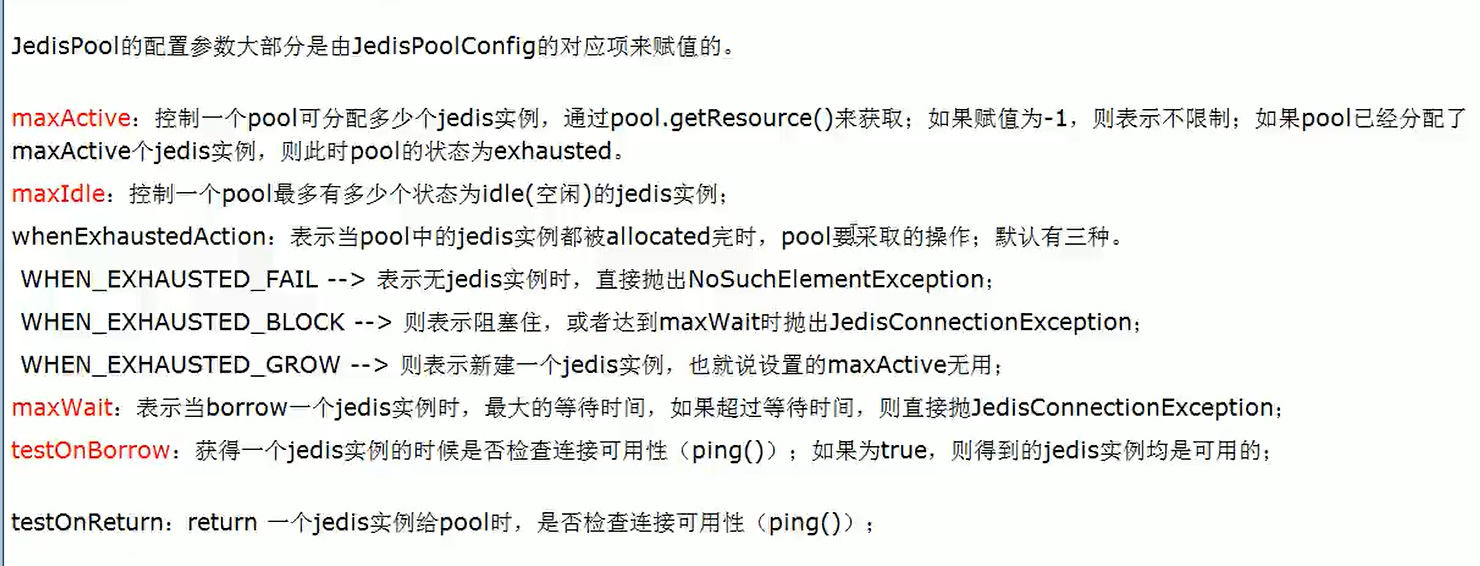 JedisPool的配置参数大部分是由JedisPoolConfig的对应项来赋值的。
maxActive：控制一个pool可分配多少个jedis实例，通过pool.getResource()来获取；如果赋值为-1，则表示不限制；如果pool已经分配了
maxActive个jedis实例，则此时pool的状态为exhausted。
maxIdle：控制一个pool最多有多少个状态为idle(空闲)的jedis实例；
whenExhaustedAction：表示当pool中的jedis实例都被allocated完时，pool要采取的操作；默认有三种。
WHEN_EXHAUSTED_FAIL --> 表示无jedis实例时，直接抛出NoSuchElementException；
WHEN_EXHAUSTED_BLOCK --> 则表示阻塞住，或者达到maxWait时抛出JedisConnectionException；
WHEN_EXHAUSTED_GROW --> 则表示新建一个jedis实例，也就说设置的maxActive无用；
maxWait：表示当borrow一个jedis实例时，最大的等待时间，如果超过等待时间，则直接抛JedisConnectionException；
testOnBorrow：获得一个jedis实例的时候是否检查连接可用性（ping()）；如果为true，则得到的jedis实例均是可用的；
testOnReturn：return 一个jedis实例给pool时，是否检查连接可用性（ping()）；